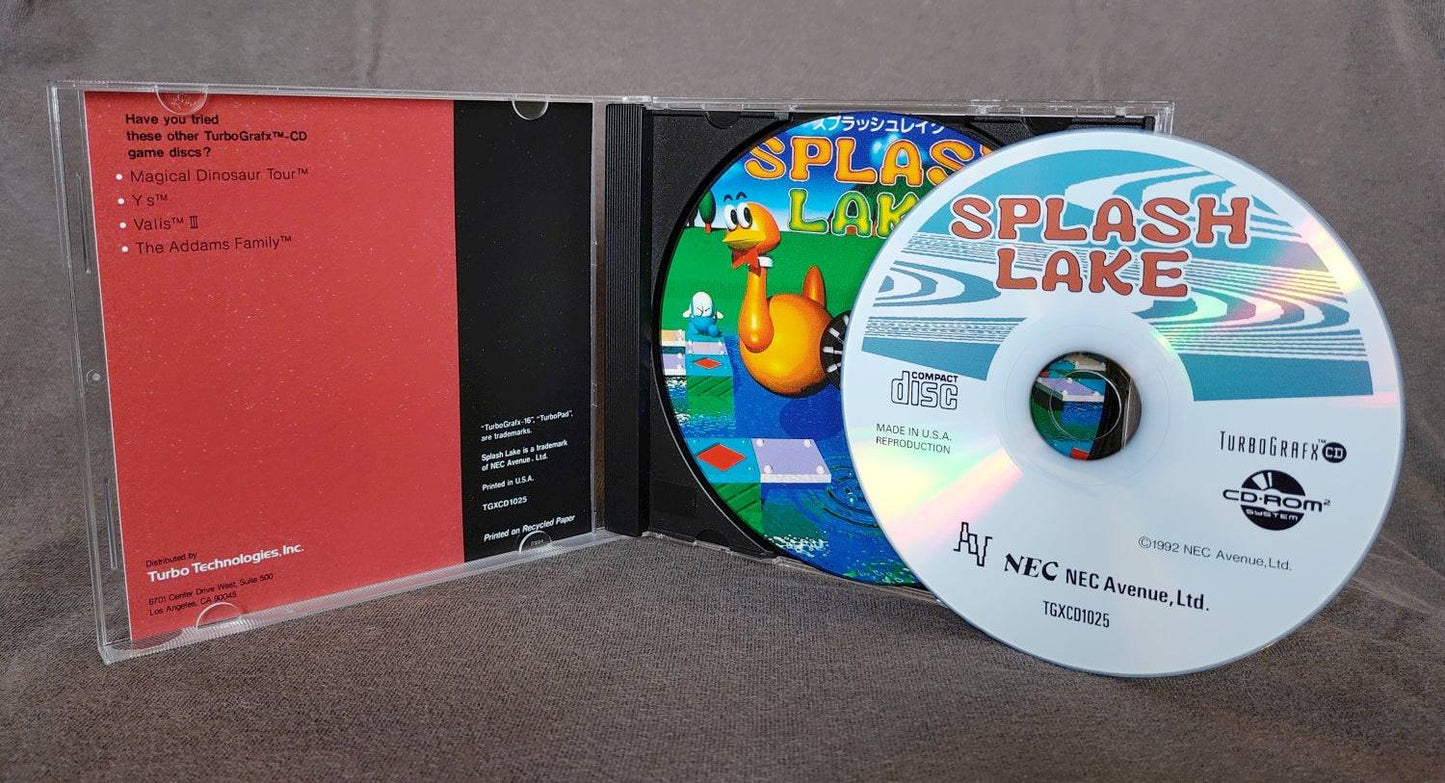 Have you tried
these other TurboGrafx™-CD
game discs?
• Magical Dinosaur Tour™
• Ys™
• Valis™ III
• The Addams Family™
Distributed by
Turbo Technologies, Inc.
6701 Center Drive West, Suite 500
Los Angeles, CA 90045
"TurboGrafx-16", "TurboPad",
are trademarks.
Splash Lake is a trademark
of NEC Avenue, Ltd.
Printed in U.S.A.
TGXCD1025
Printed on Recycled Paper
スプラッシュレイク
SPLAS
LAK
SPLASH
LAKE
COMPACT
disc
MADE IN U.S.A.
REPRODUCTION
TURBOGRAFX™ CD
CD-ROM²
SYSTEM
©1992 NEC Avenue, Ltd.
NEC NEC Avenue, Ltd.
TGXCD1025